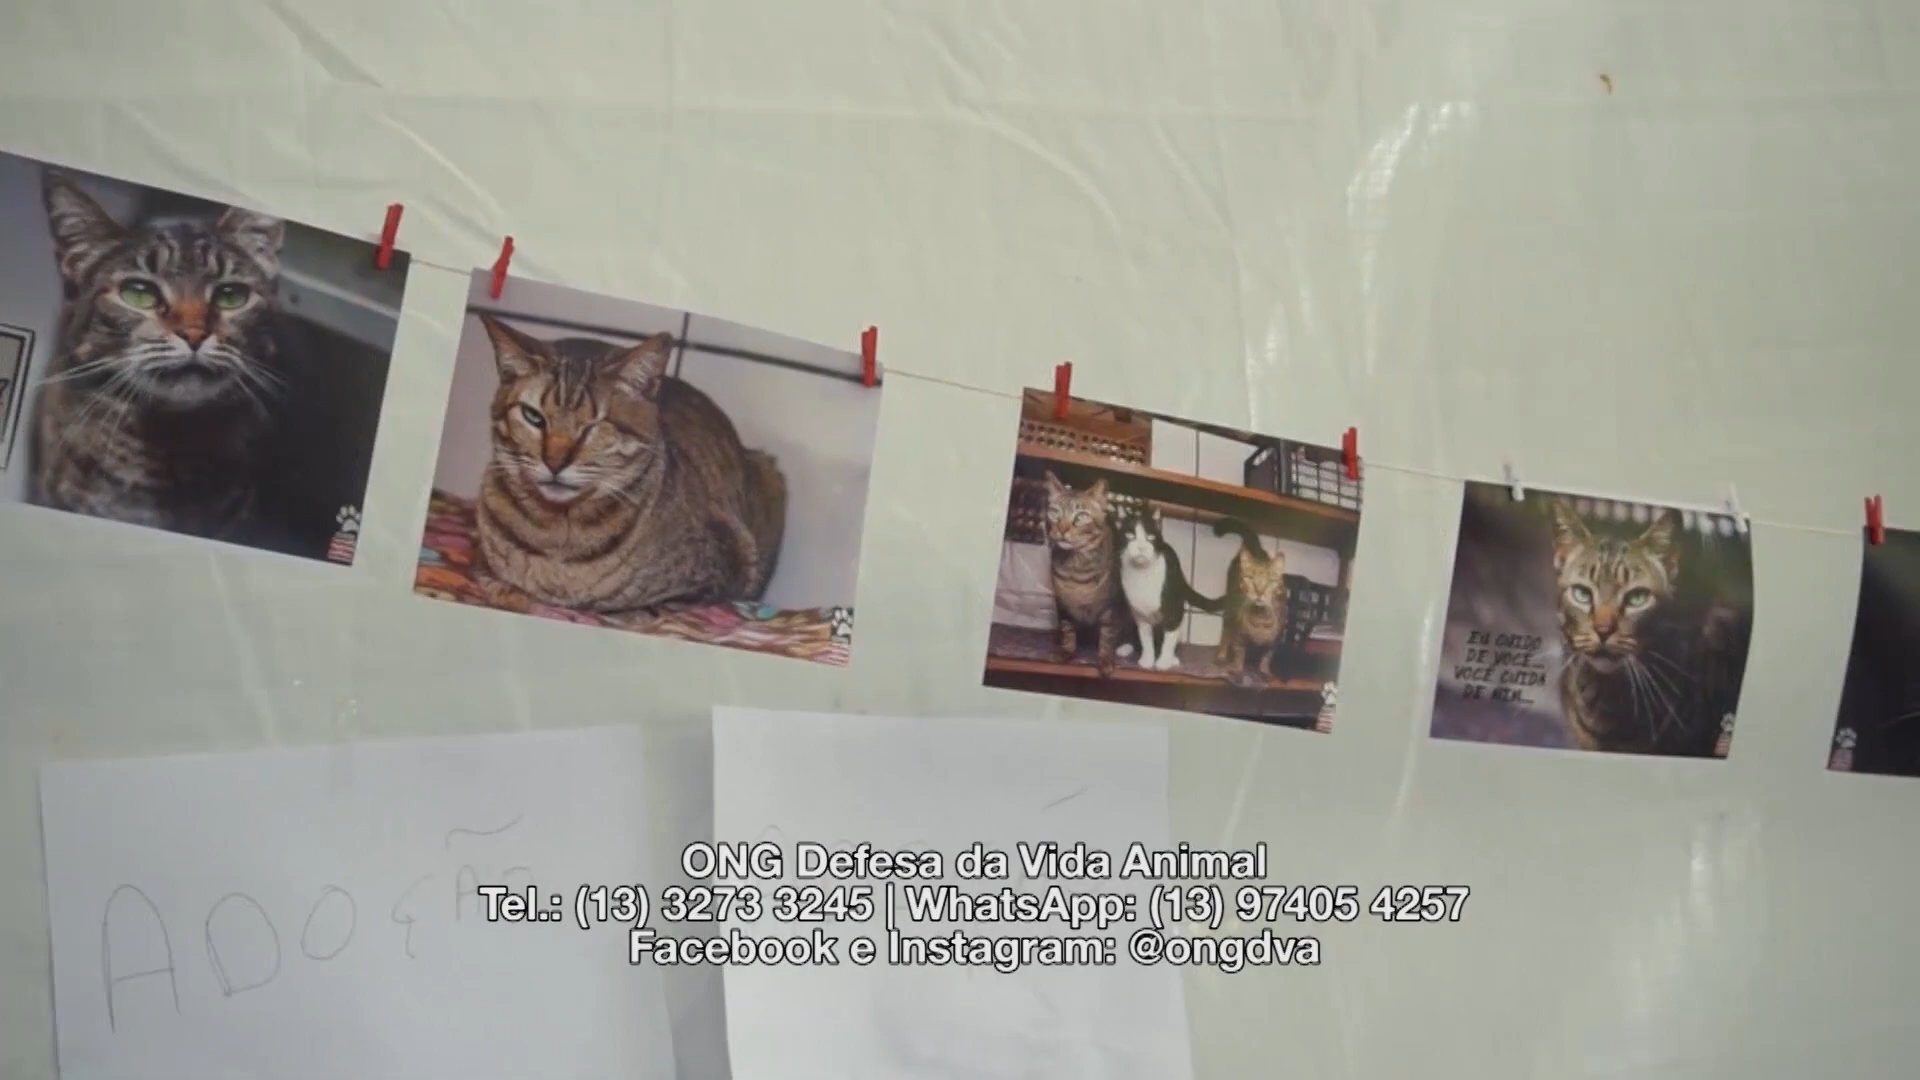 EU CUIDO
DE VOCÊ...
VOCÊ CUIDA
DE MIM...
ADOÇÃO
ONG Defesa da Vida Animal
Tel.: (13) 3273 3245 | WhatsApp: (13) 97405 4257
Facebook e Instagram: @ongdva